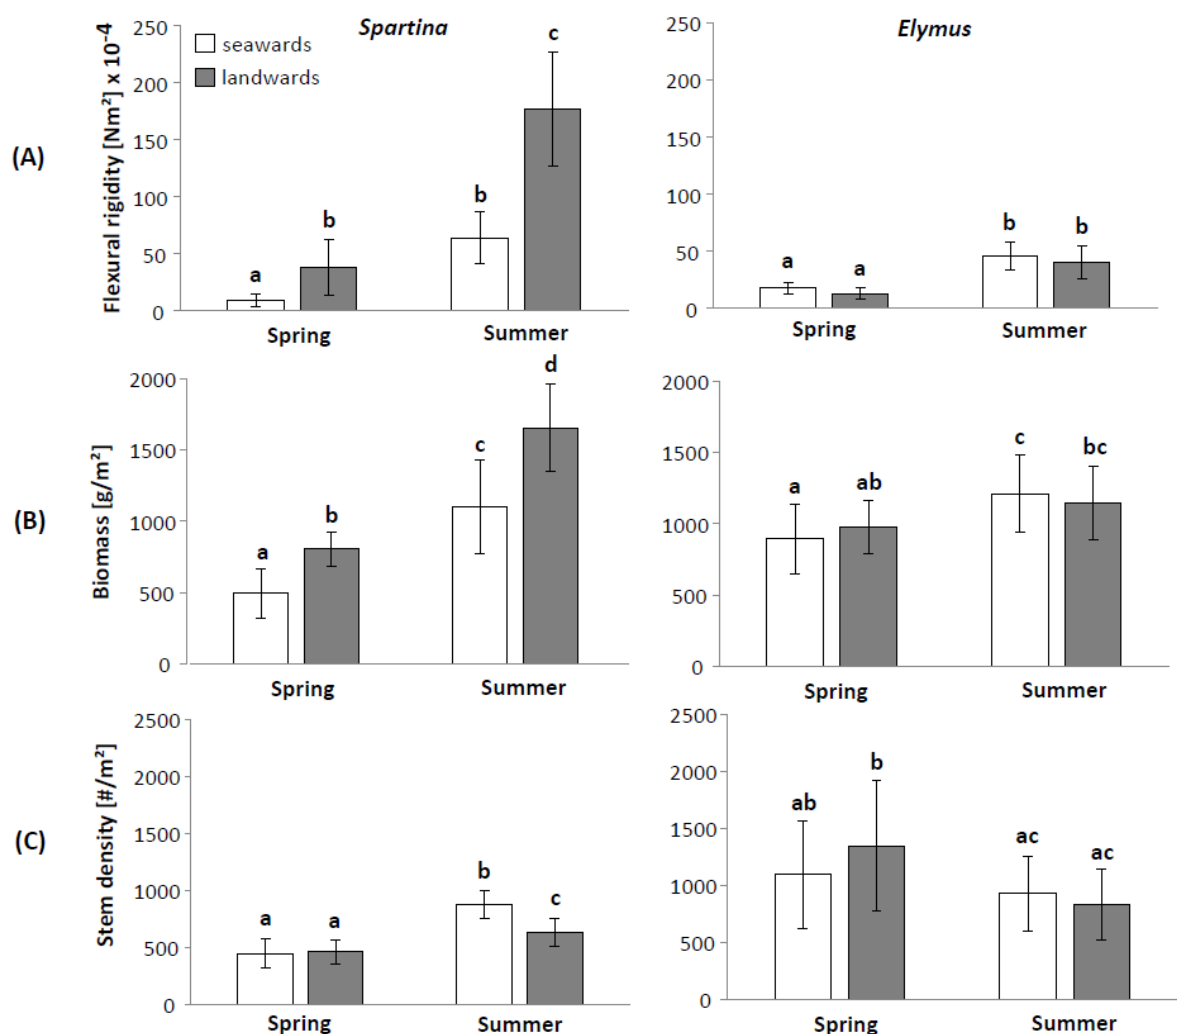 Spartina
Elymus
seawards
landwards
(A)
Flexural rigidity [Nm²] x 10⁻⁴
250
200
150
100
50
0
a
b
b
c
Spring
Summer
250
200
150
100
50
0
a
a
b
b
Spring
Summer
(B)
Biomass [g/m²]
2000
1500
1000
500
0
a
b
c
d
Spring
Summer
2000
1500
1000
500
0
a
ab
c
bc
Spring
Summer
(C)
Stem density [#/m²]
2500
2000
1500
1000
500
0
a
a
b
c
Spring
Summer
2500
2000
1500
1000
500
0
ab
b
ac
ac
Spring
Summer